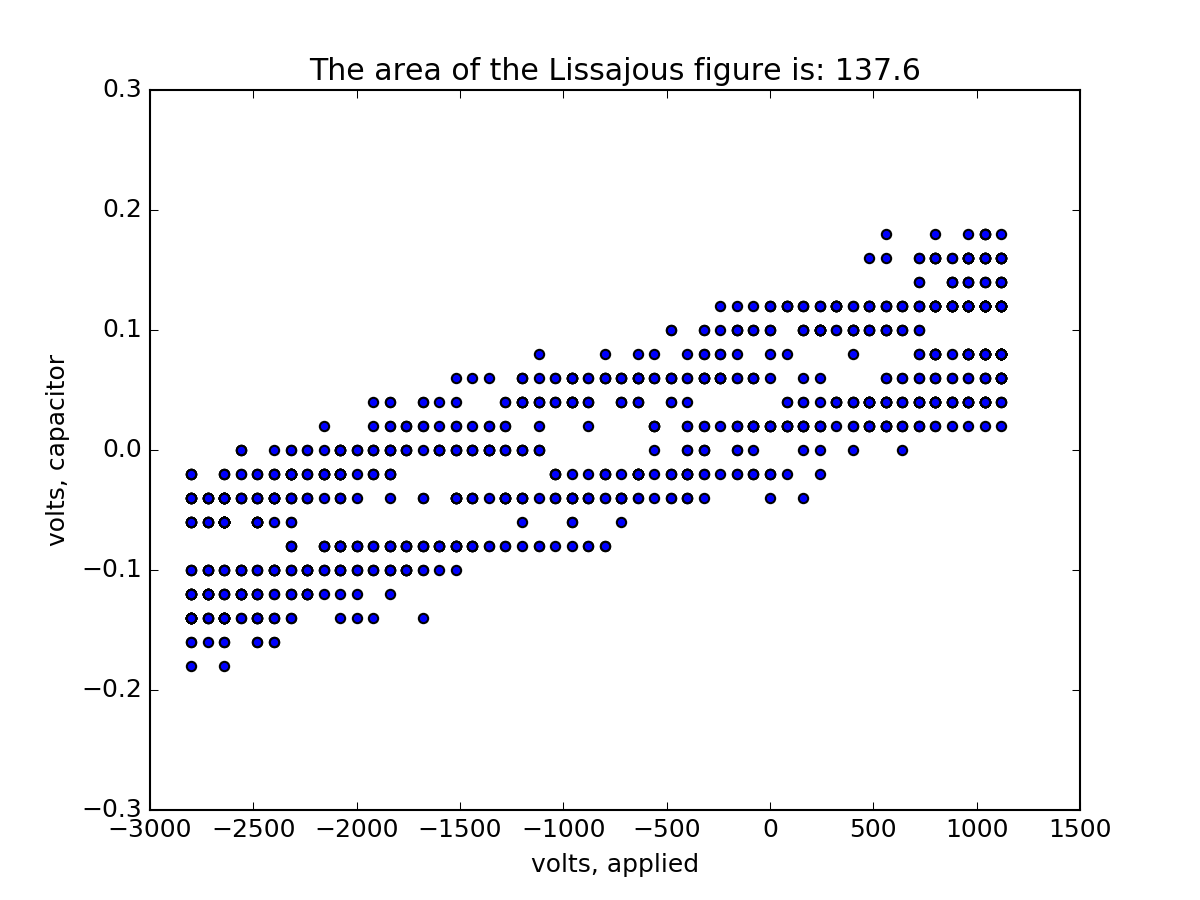 The area of the Lissajous figure is: 137.6
0.3
0.2
0.1
0.0
−0.1
−0.2
−0.3
volts, capacitor
−3000 −2500 −2000 −1500 −1000 −500 0 500 1000 1500
volts, applied